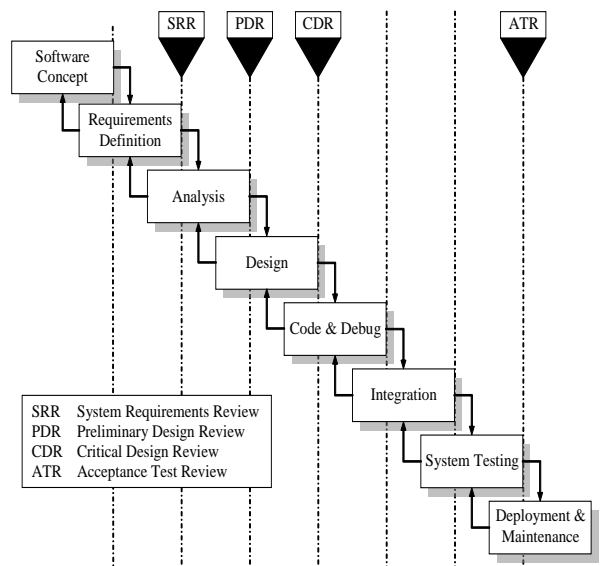 SRR
PDR
CDR
ATR
Software
Concept
Requirements
Definition
Analysis
Design
Code & Debug
Integration
System Testing
Deployment &
Maintenance
SRR System Requirements Review
PDR Preliminary Design Review
CDR Critical Design Review
ATR Acceptance Test Review